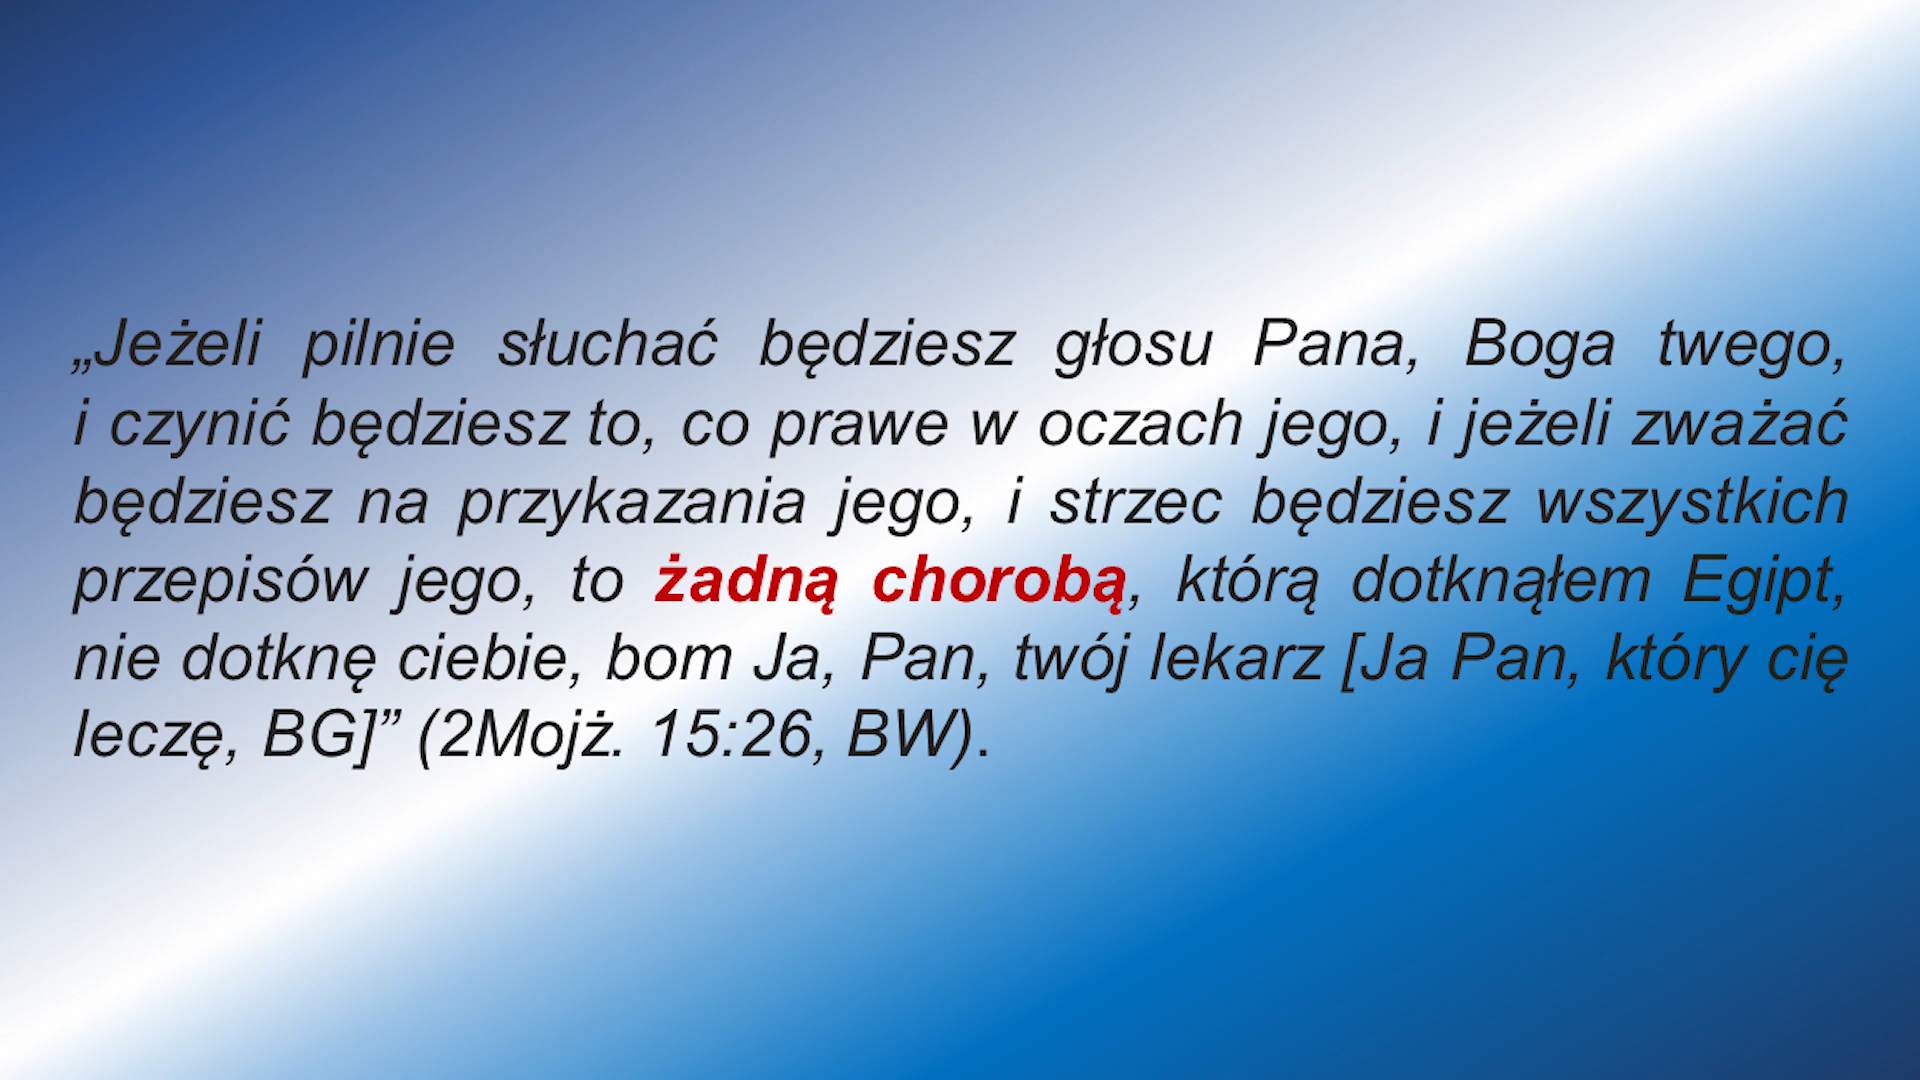 „Jeżeli pilnie słuchać będziesz głosu Pana, Boga twego,
i czynić będziesz to, co prawe w oczach jego, i jeżeli zważać
będziesz na przykazania jego, i strzec będziesz wszystkich
przepisów jego, to żadną chorobą, którą dotknąłem Egipt,
nie dotknę ciebie, bom Ja, Pan, twój lekarz [Ja Pan, który cię
leczę, BG]” (2Mojż. 15:26, BW).